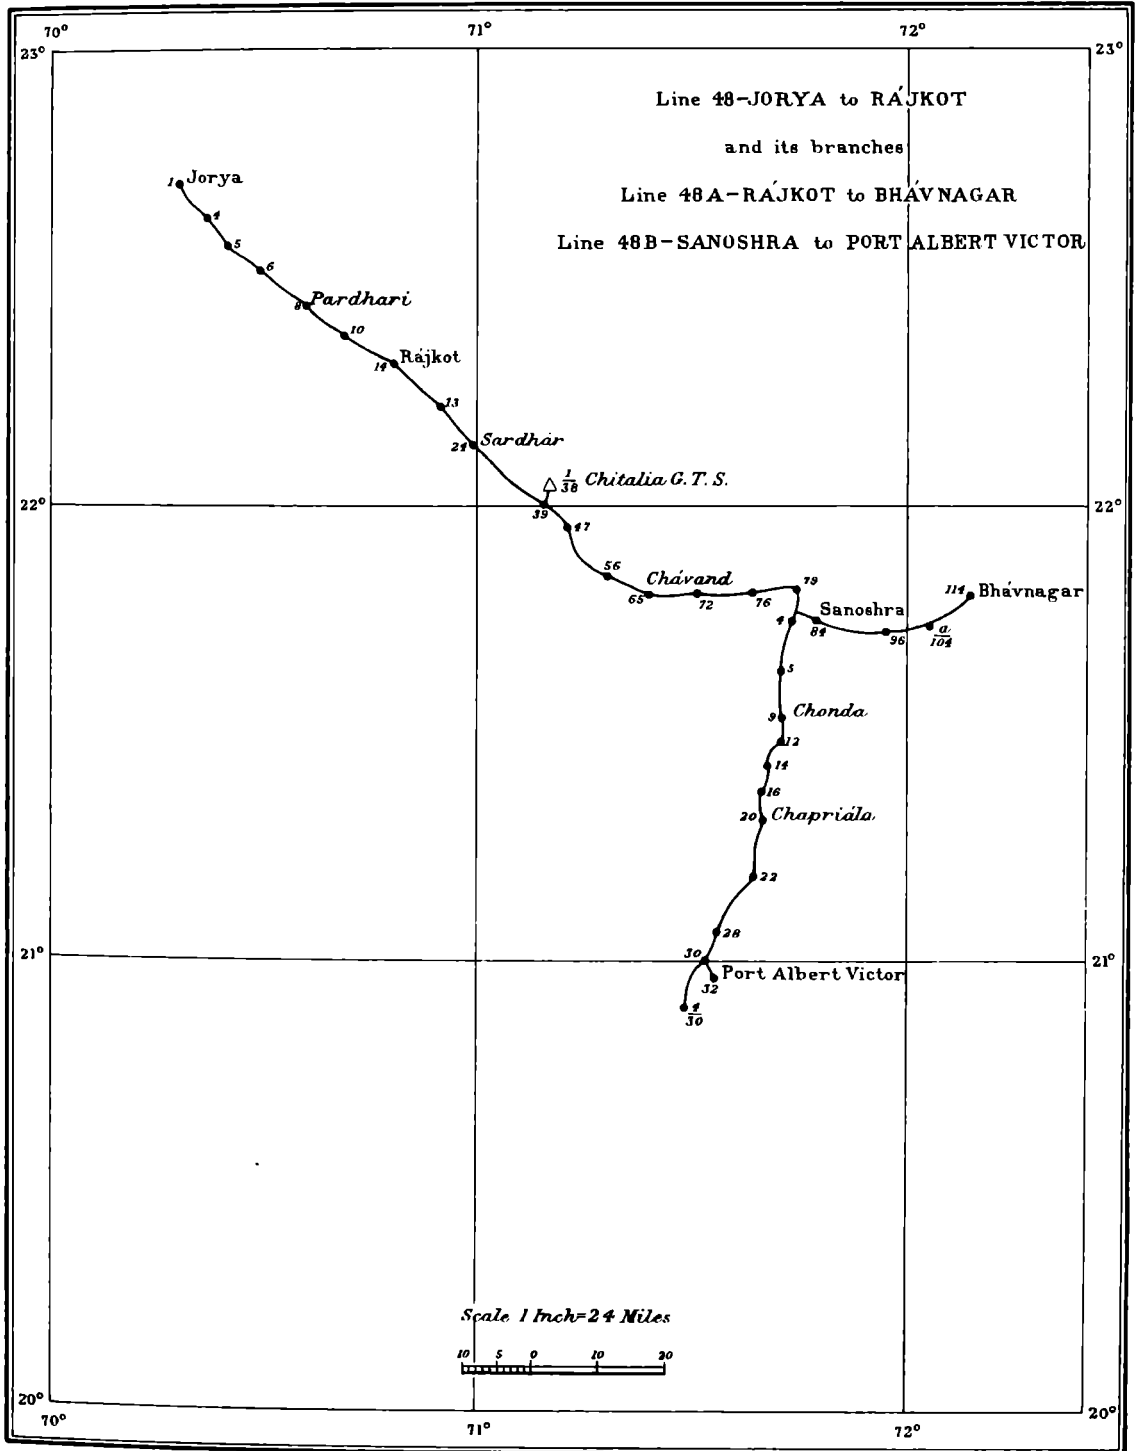 70° 71° 72°
23° 23°
Line 48-JORYA to RÁJKOT
and its branches
Line 48A-RÁJKOT to BHÁVNAGAR
Line 48B-SANOSHRA to PORT ALBERT VICTOR
1 Jorya
4
5
6
8 Pardhari
10
14 Rájkot
13
24 Sardhár
1/38 Chitalia G.T.S.
22° 22°
39
47
56
Chávand
65
72
76
79
Sanoshra
114 Bhávnagar
4
84
96
a/104
5
9 Chonda
12
14
16
20 Chapriála
22
28
30
21° 21°
Port Albert Victor
32
4/30
Scale 1 Inch=24 Miles
10 5 0 10 20
20° 20°
70° 71° 72°